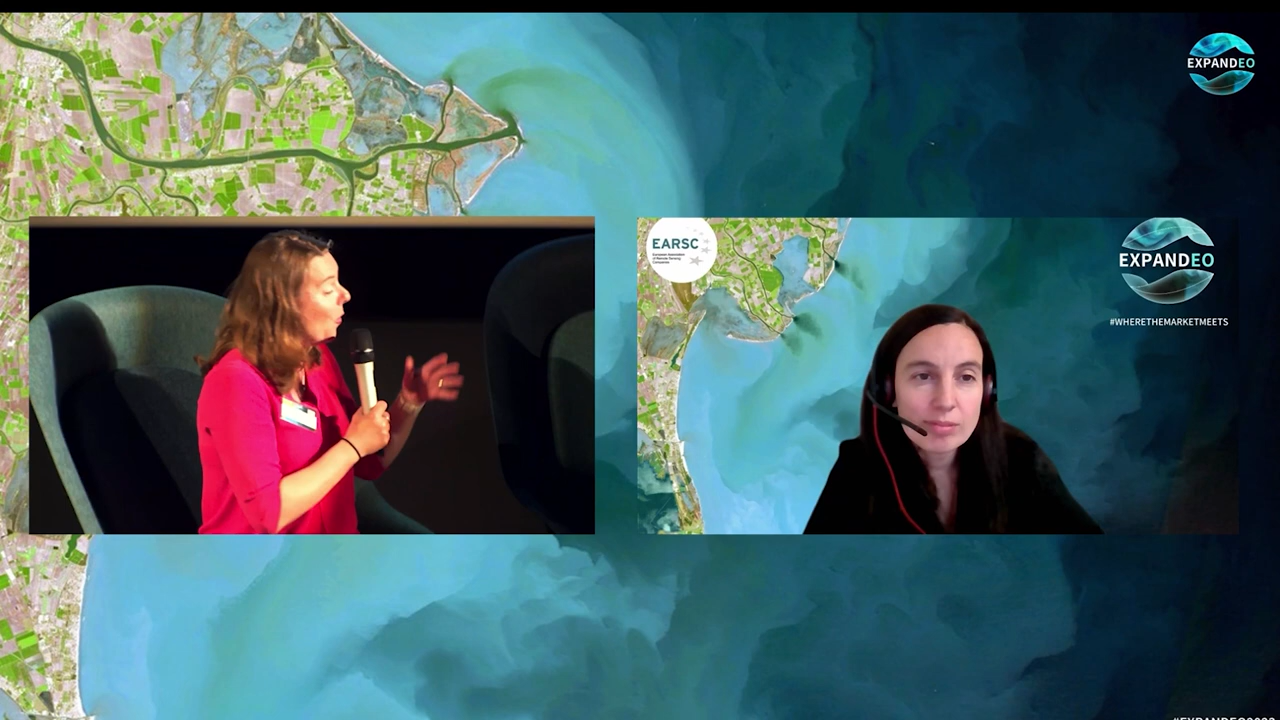 EXPANDEO
EARSC
European Association
of Remote Sensing
Companies
EXPANDEO
#WHERETHEMARKETMEETS